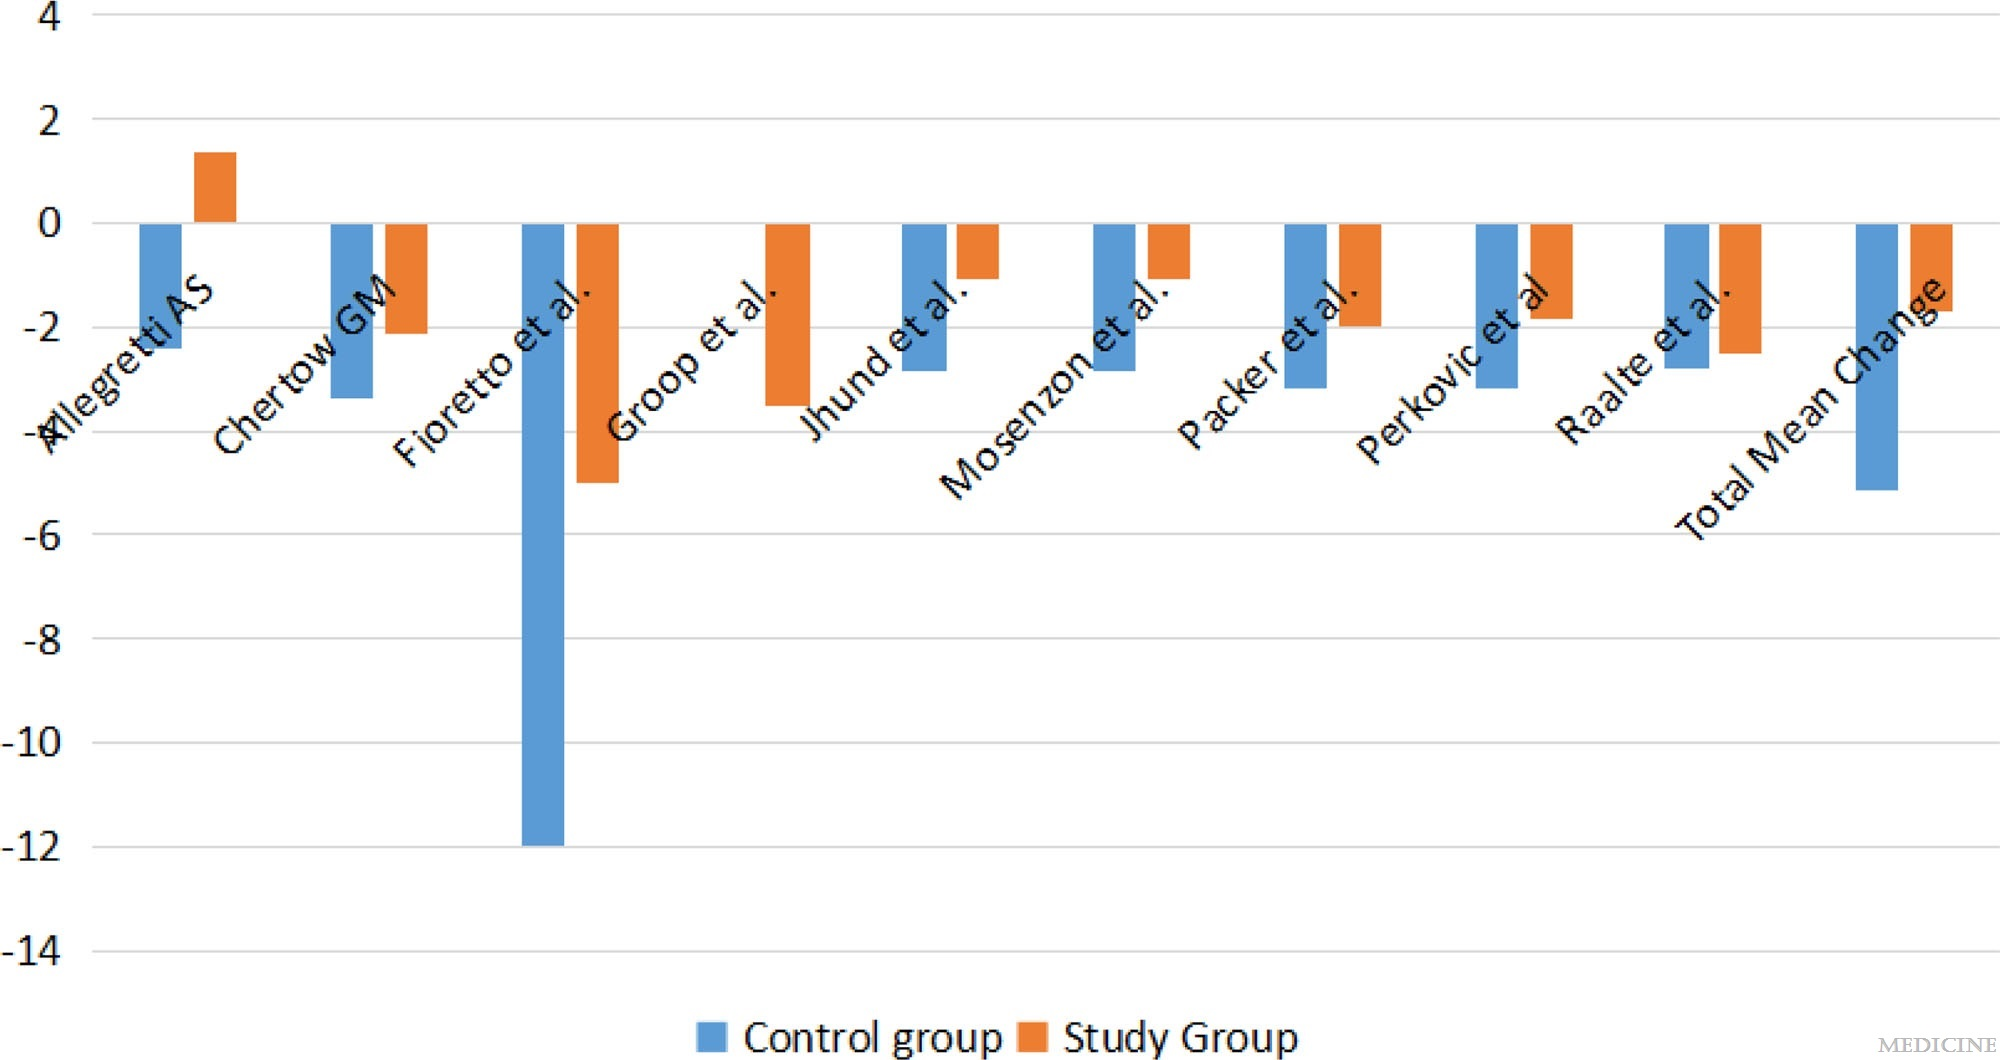 4
2
0
-2
-4
-6
-8
-10
-12
-14
Allegretti AS
Chertow GM
Fioretto et al.
Groop et al.
Jhund et al.
Mosenzon et al.
Packer et al.
Perkovic et al
Raalte et al.
Total Mean Change
Control group Study Group
MEDICINE